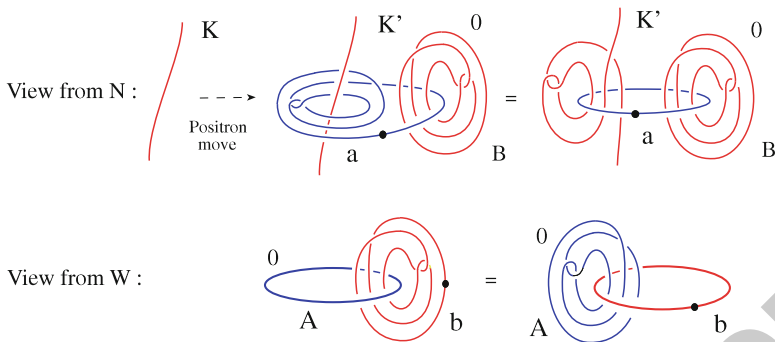 K
K’
0
K’
0
View from N :
Positron
move
=
a
B
a
B
View from W :
0
A
b
=
0
A
b